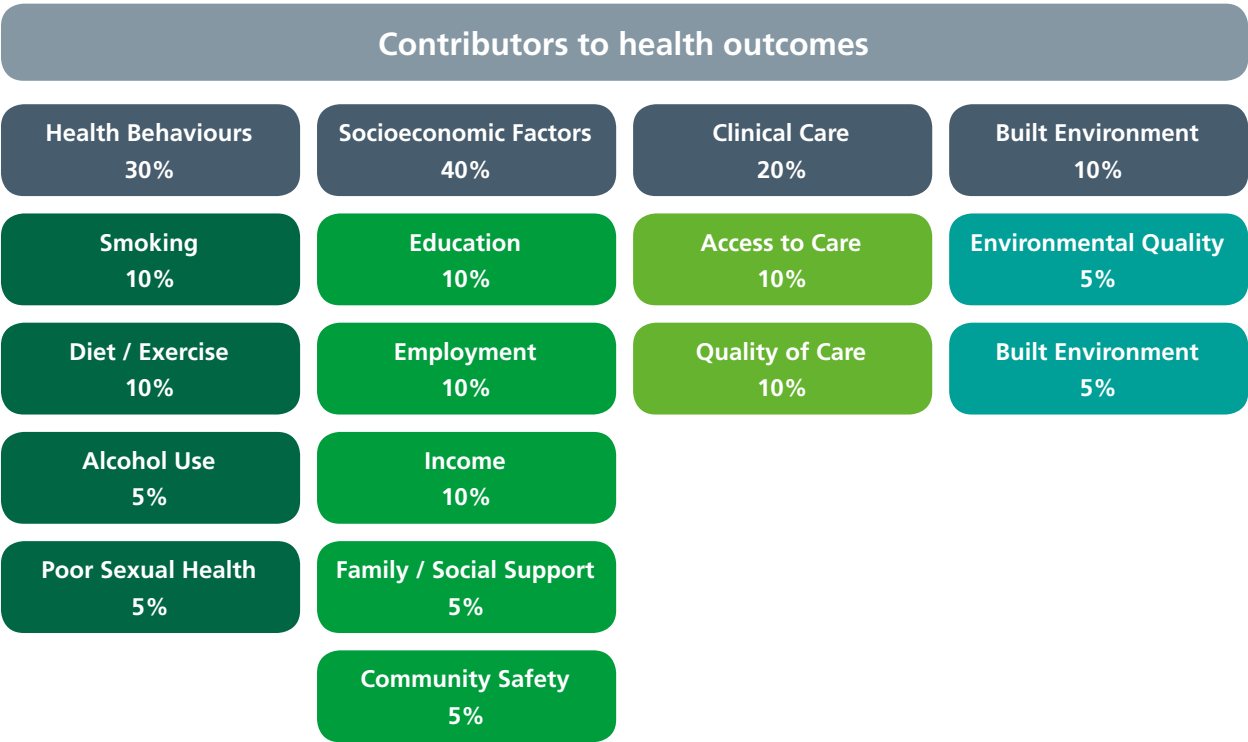 Contributors to health outcomes
Health Behaviours
30%
Smoking
10%
Diet / Exercise
10%
Alcohol Use
5%
Poor Sexual Health
5%
Socioeconomic Factors
40%
Education
10%
Employment
10%
Income
10%
Family / Social Support
5%
Community Safety
5%
Clinical Care
20%
Access to Care
10%
Quality of Care
10%
Built Environment
10%
Environmental Quality
5%
Built Environment
5%